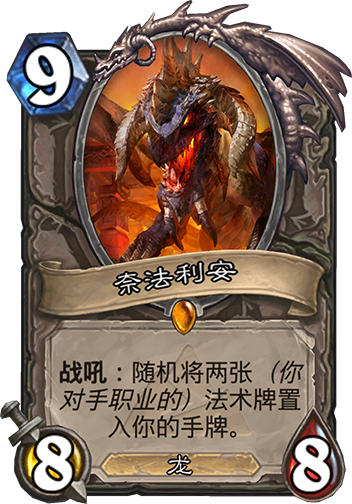 9
奈法利安
战吼：随机将两张（你
对手职业的）法术牌置
入你的手牌。
8
龙
8